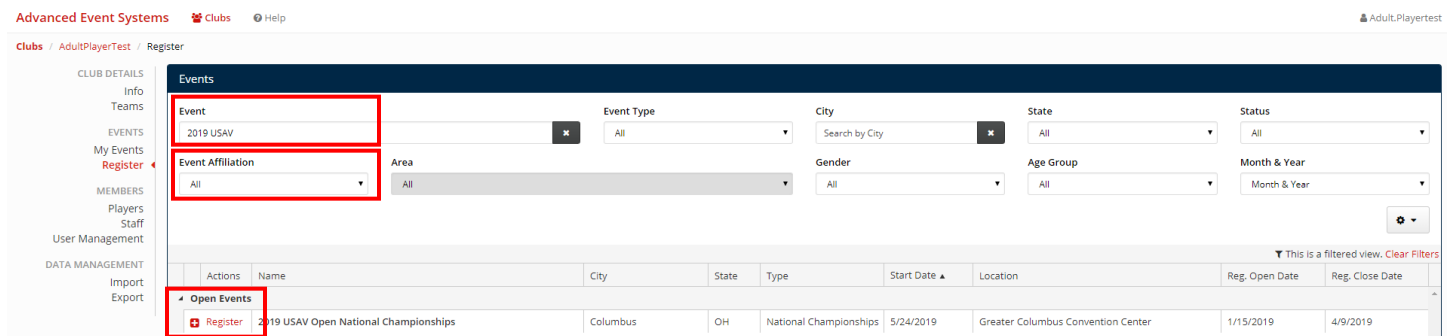 Advanced Event Systems Clubs Help Adult.Playertest
Clubs / AdultPlayerTest / Register
CLUB DETAILS
Info
Teams
EVENTS
My Events
Register
MEMBERS
Players
Staff
User Management
DATA MANAGEMENT
Import
Export
Events
Event Event Type City State Status
2019 USAV All Search by City All All
Event Affiliation Area Gender Age Group Month & Year
All All All All Month & Year
This is a filtered view. Clear Filters
Actions Name City State Type Start Date Location Reg. Open Date Reg. Close Date
Open Events
Register 2019 USAV Open National Championships Columbus OH National Championships 5/24/2019 Greater Columbus Convention Center 1/15/2019 4/9/2019